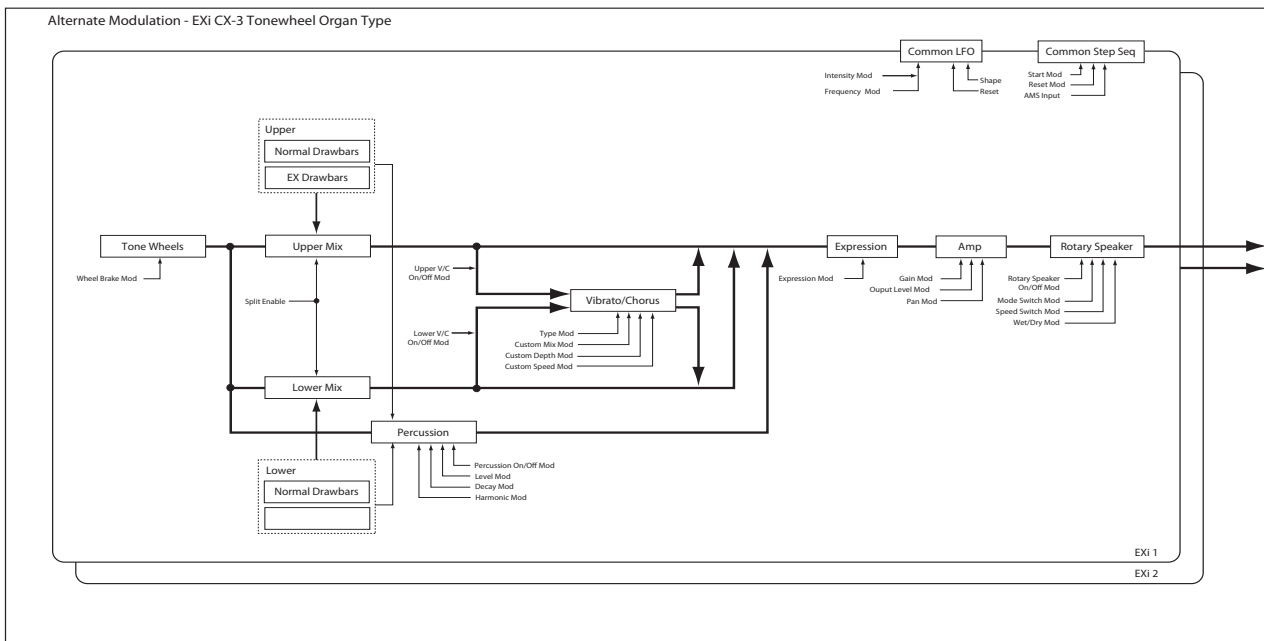 Alternate Modulation - EXi CX-3 Tonewheel Organ Type
Common LFO
Common Step Seq
Intensity Mod
Frequency Mod
Shape
Reset
Start Mod
Reset Mod
AMS Input
Upper
Normal Drawbars
EX Drawbars
Tone Wheels
Upper Mix
Expression
Amp
Rotary Speaker
Wheel Brake Mod
Upper V/C
On/Off Mod
Expression Mod
Gain Mod
Ouput Level Mod
Pan Mod
Rotary Speaker
On/Off Mod
Mode Switch Mod
Speed Switch Mod
Wet/Dry Mod
Split Enable
Vibrato/Chorus
Lower V/C
On/Off Mod
Type Mod
Custom Mix Mod
Custom Depth Mod
Custom Speed Mod
Lower Mix
Percussion
Percussion On/Off Mod
Level Mod
Decay Mod
Harmonic Mod
Lower
Normal Drawbars
EXi 1
EXi 2